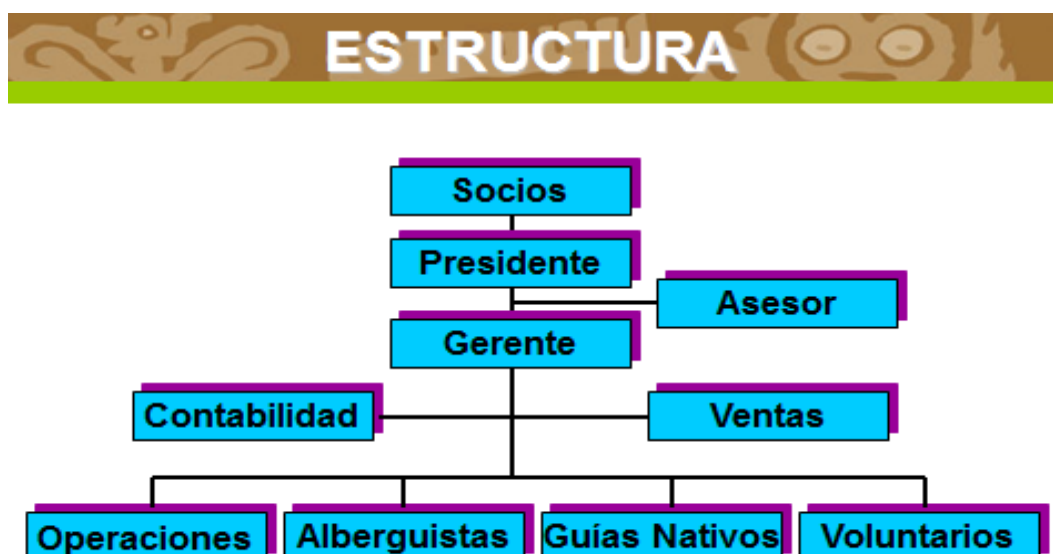 ESTRUCTURA
Socios
Presidente
Asesor
Gerente
Contabilidad
Ventas
Operaciones
Alberguistas
Guías Nativos
Voluntarios